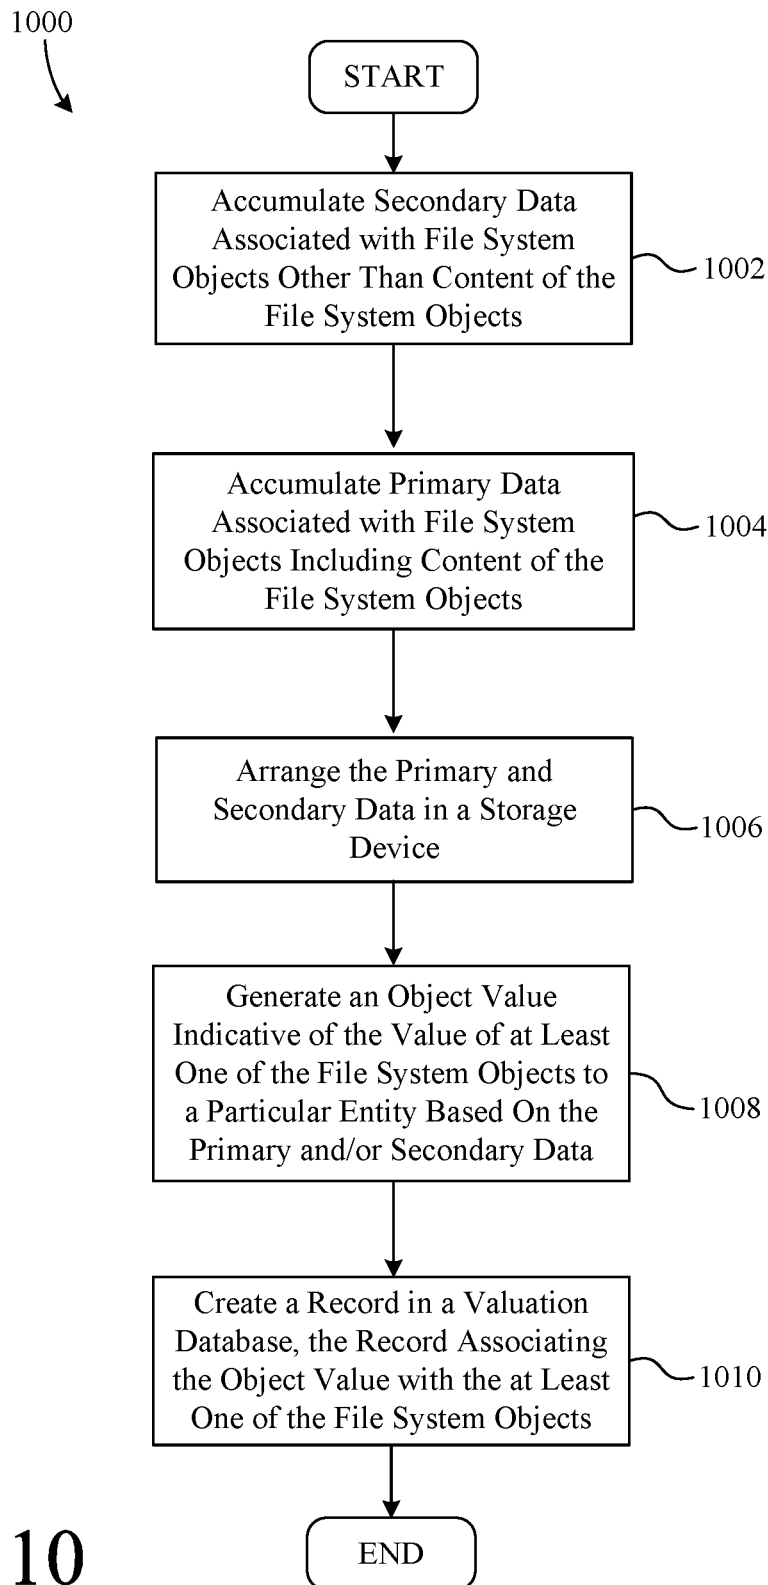 1000
START
Accumulate Secondary Data
Associated with File System
Objects Other Than Content of the
File System Objects
1002
Accumulate Primary Data
Associated with File System
Objects Including Content of the
File System Objects
1004
Arrange the Primary and
Secondary Data in a Storage
Device
1006
Generate an Object Value
Indicative of the Value of at Least
One of the File System Objects to
a Particular Entity Based On the
Primary and/or Secondary Data
1008
Create a Record in a Valuation
Database, the Record Associating
the Object Value with the at Least
One of the File System Objects
1010
END
10